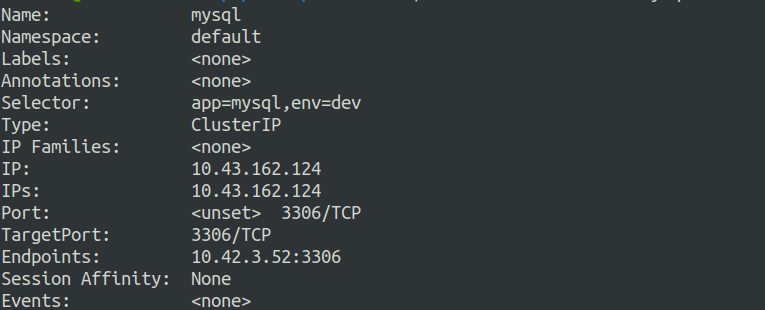 Name:              mysql
Namespace:         default
Labels:            <none>
Annotations:       <none>
Selector:          app=mysql,env=dev
Type:              ClusterIP
IP Families:       <none>
IP:                10.43.162.124
IPs:               10.43.162.124
Port:              <unset>  3306/TCP
TargetPort:        3306/TCP
Endpoints:         10.42.3.52:3306
Session Affinity:  None
Events:            <none>